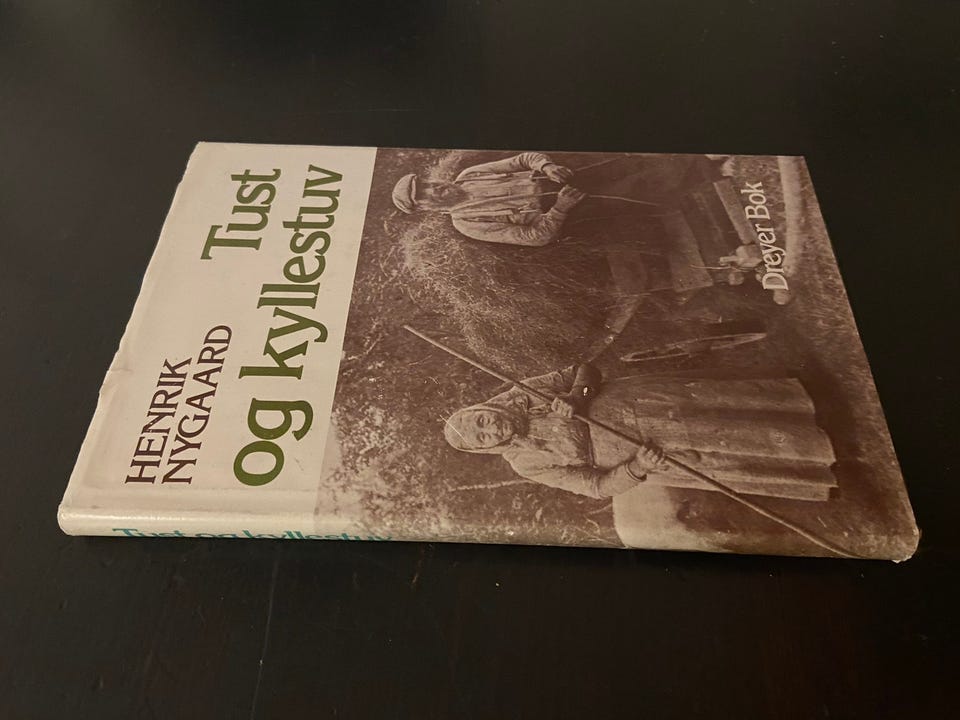 HENRIK
NYGAARD
Tust
og kyllestuv
Dreyer Bok
Tust og kyllestuv